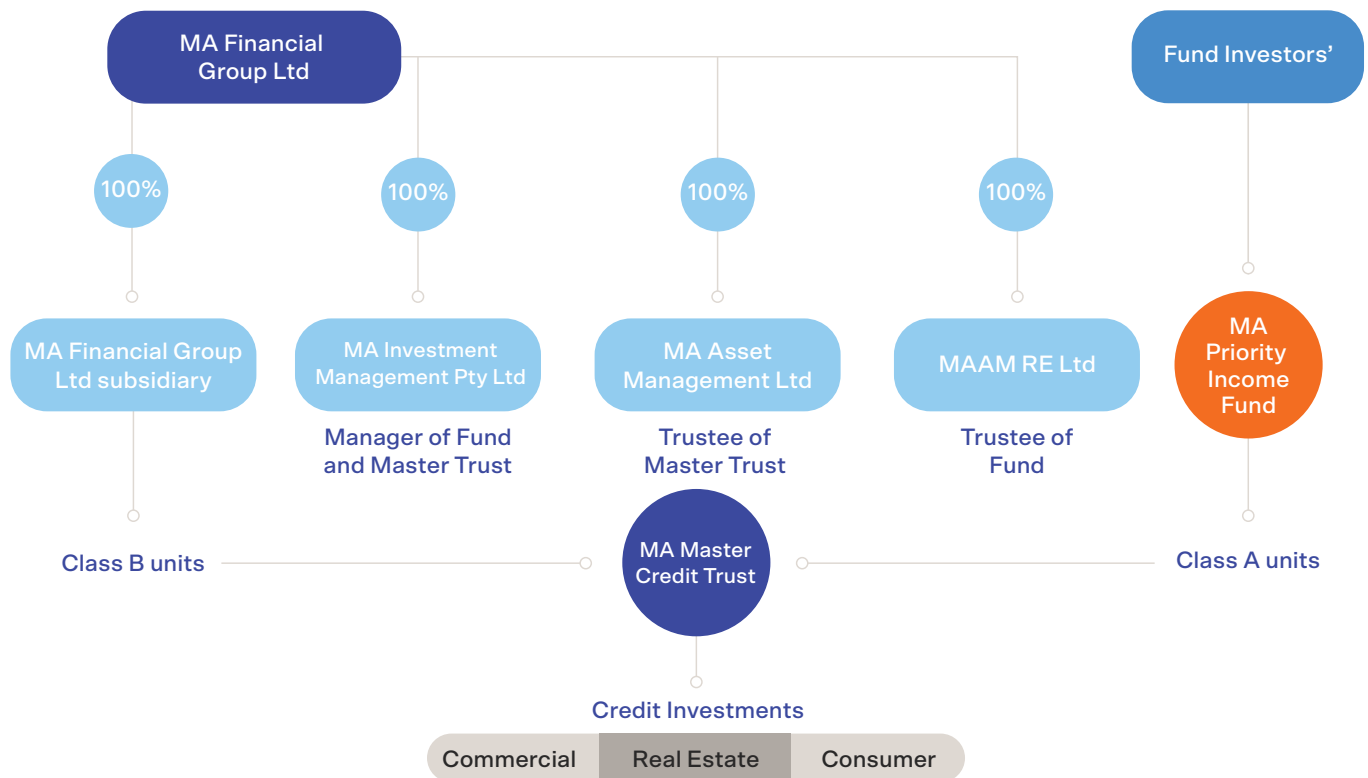 MA Financial
Group Ltd
Fund Investors’
100%
100%
100%
100%
MA Financial Group
Ltd subsidiary
MA Investment
Management Pty Ltd
MA Asset
Management Ltd
MAAM RE Ltd
MA
Priority
Income
Fund
Manager of Fund
and Master Trust
Trustee of
Master Trust
Trustee of
Fund
Class B units
MA Master
Credit Trust
Class A units
Credit Investments
Commercial
Real Estate
Consumer